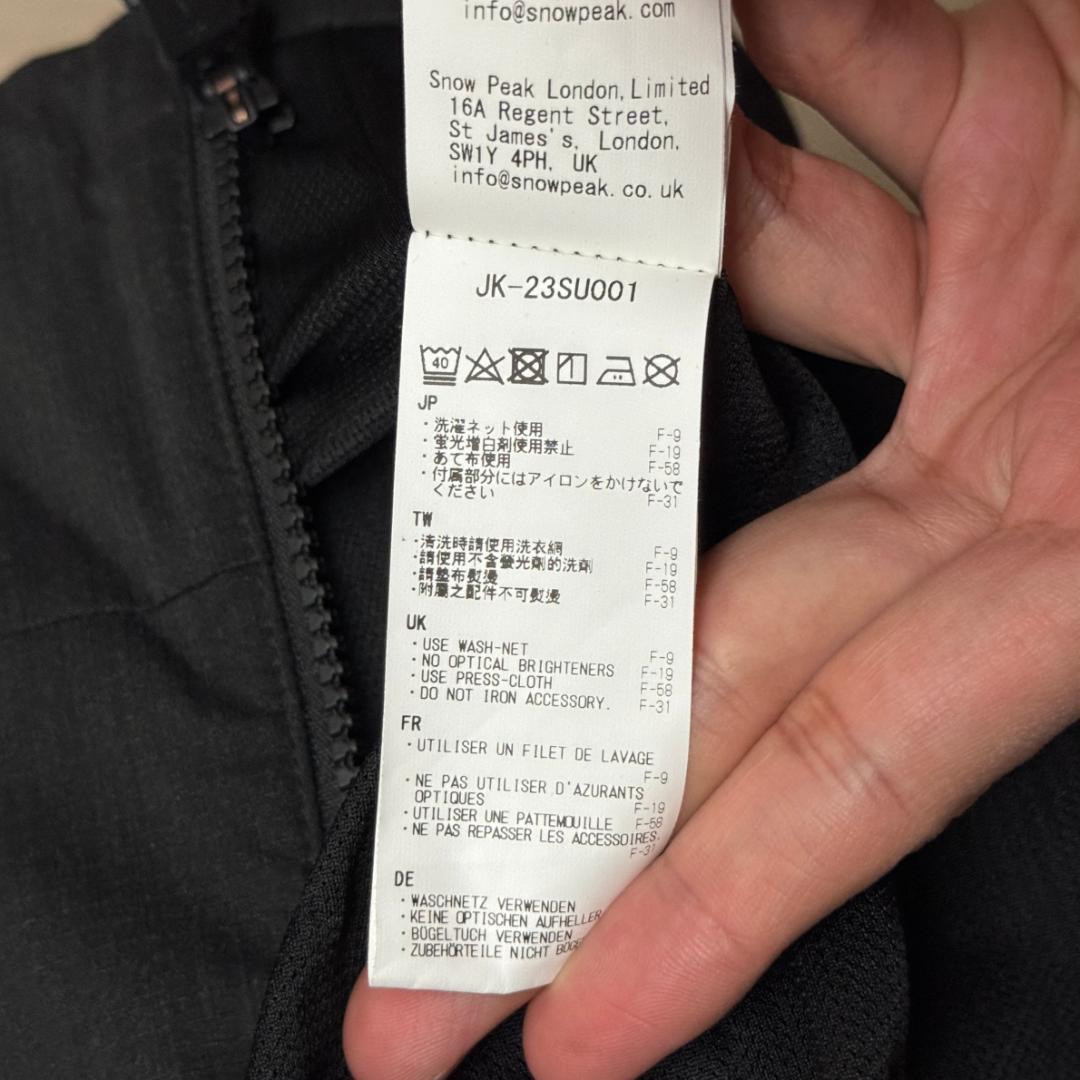 info@snowpeak.com
Snow Peak London,Limited
16A Regent Street,
St James's, London,
SW1Y 4PH, UK
info@snowpeak.co.uk
JK-23SU001
40
JP
・洗濯ネット使用 F-9
・蛍光増白剤使用禁止 F-19
・あて布使用 F-58
・付属部分にはアイロンをかけないで
ください F-31
TW
・清洗時請使用洗衣網 F-9
・請使用不含螢光劑的洗劑 F-19
・請墊布熨燙 F-58
・附屬之配件不可熨燙 F-31
UK
・USE WASH-NET F-9
・NO OPTICAL BRIGHTENERS F-19
・USE PRESS-CLOTH F-58
・DO NOT IRON ACCESSORY. F-31
FR
・UTILISER UN FILET DE LAVAGE
F-9
・NE PAS UTILISER D'AZURANTS
OPTIQUES F-19
・UTILISER UNE PATTEMOUILLE F-58
・NE PAS REPASSER LES ACCESSOIRES.
F-31
DE
・WASCHNETZ VERWENDEN
・KEINE OPTISCHEN AUFHELLER
・BÜGELTUCH VERWENDEN
・ZUBEHÖRTEILE NICHT